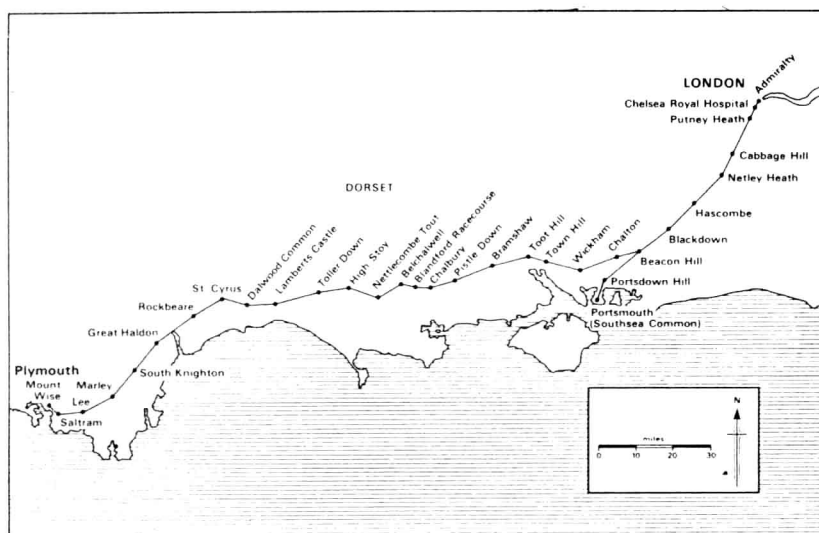 LONDON
Admiralty
Chelsea Royal Hospital
Putney Heath
Cabbage Hill
Netley Heath
Hascombe
Blackdown
Beacon Hill
Portsdown Hill
Portsmouth
(Southsea Common)
DORSET
Chalton
Wickham
Town Hill
Toot Hill
Bramshaw
Pistle Down
Chalbury
Blandford Racecourse
Belchalwell
Nettlecombe Tout
High Stoy
Toller Down
Lamberts Castle
Dalwood Common
St Cyrus
Rockbeare
Great Haldon
South Knighton
Marley
Lee
Saltram
Plymouth
Mount
Wise
N
miles
0 10 20 30